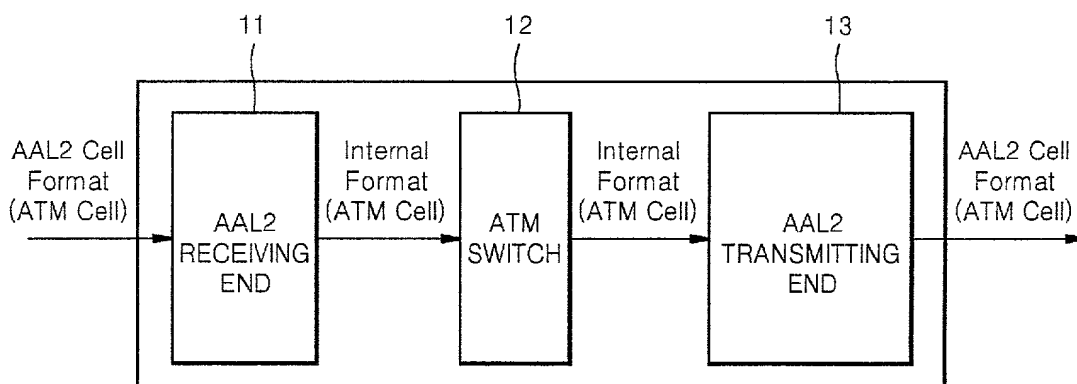 11
12
13
AAL2 Cell
Format
(ATM Cell)
AAL2
RECEIVING
END
Internal
Format
(ATM Cell)
ATM
SWITCH
Internal
Format
(ATM Cell)
AAL2
TRANSMITTING
END
AAL2 Cell
Format
(ATM Cell)